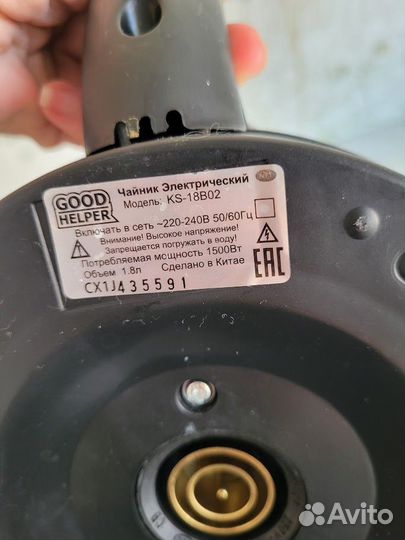 GOOD
HELPER
Чайник Электрический
Модель: KS-18B02
Включать в сеть ~220-240В 50/60Гц
Внимание! Высокое напряжение!
Запрещается погружать в воду!
Потребляемая мощность 1500Вт
Объем 1.8л Сделано в Китае
EAC
CX1J435591
Avito